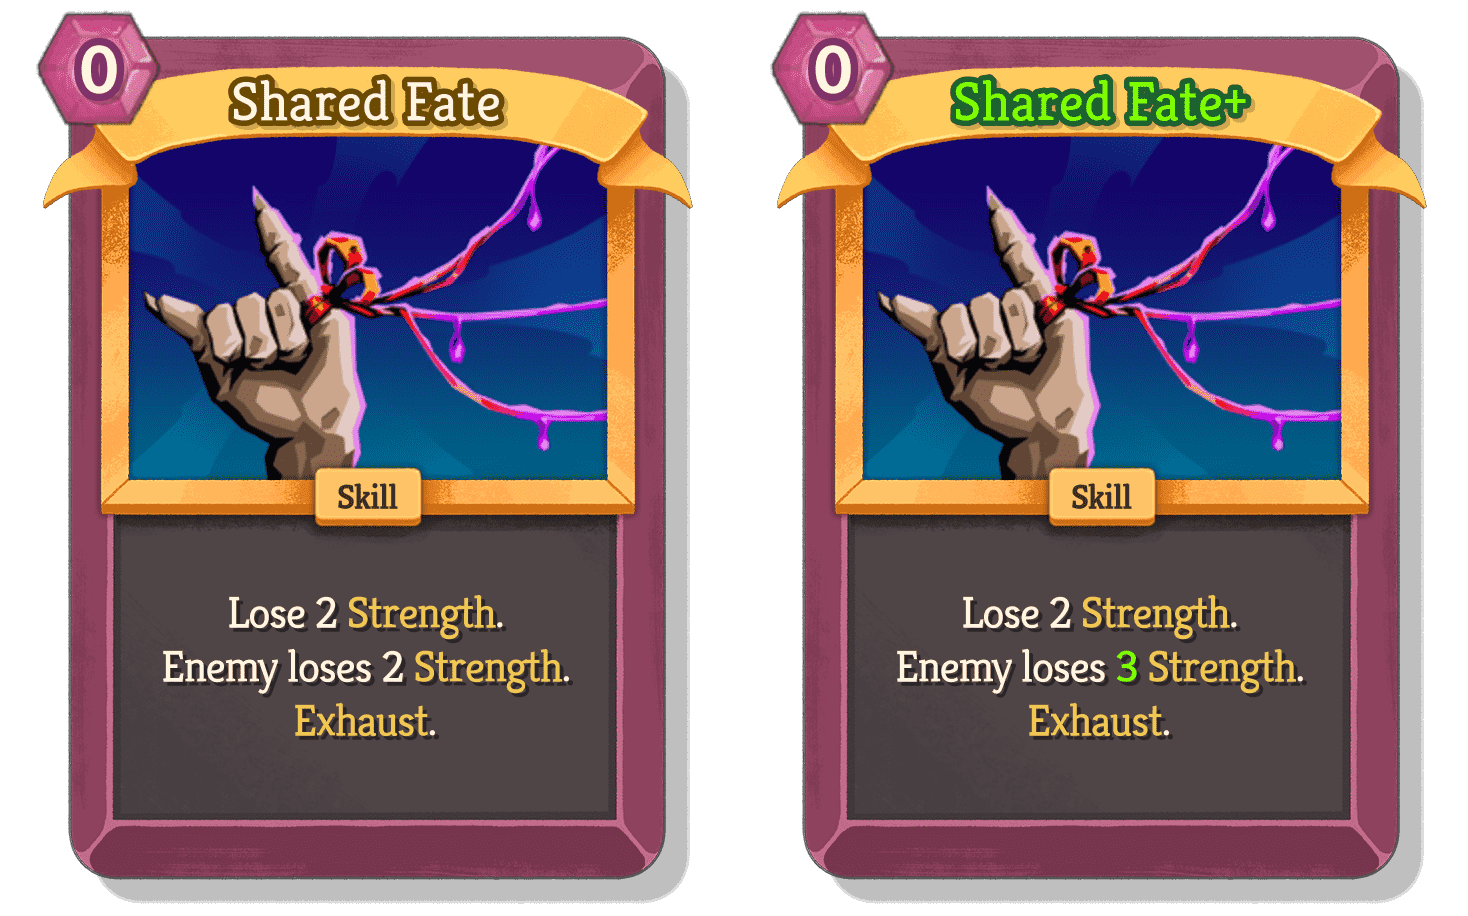 0
Shared Fate
Skill
Lose 2 Strength.
Enemy loses 2 Strength.
Exhaust.
0
Shared Fate+
Skill
Lose 2 Strength.
Enemy loses 3 Strength.
Exhaust.